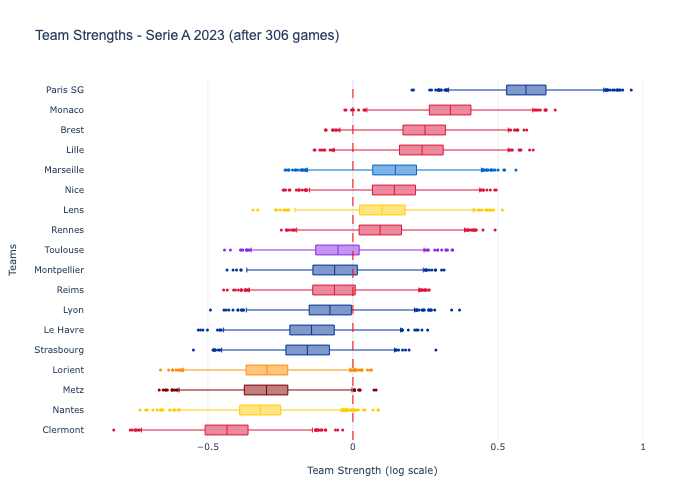 Team Strengths - Serie A 2023 (after 306 games)
Paris SG
Monaco
Brest
Lille
Marseille
Nice
Lens
Rennes
Toulouse
Montpellier
Reims
Lyon
Le Havre
Strasbourg
Lorient
Metz
Nantes
Clermont
Teams
−0.5
0
0.5
1
Team Strength (log scale)